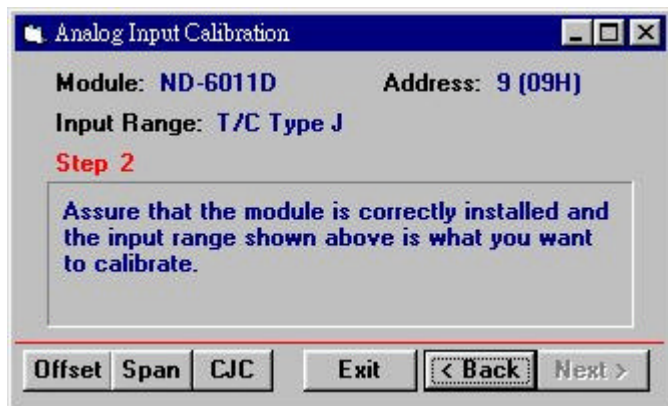 Analog Input Calibration
Module: ND-6011D Address: 9 (09H)
Input Range: T/C Type J
Step 2
Assure that the module is correctly installed and
the input range shown above is what you want
to calibrate.
Offset Span CJC Exit < Back Next >